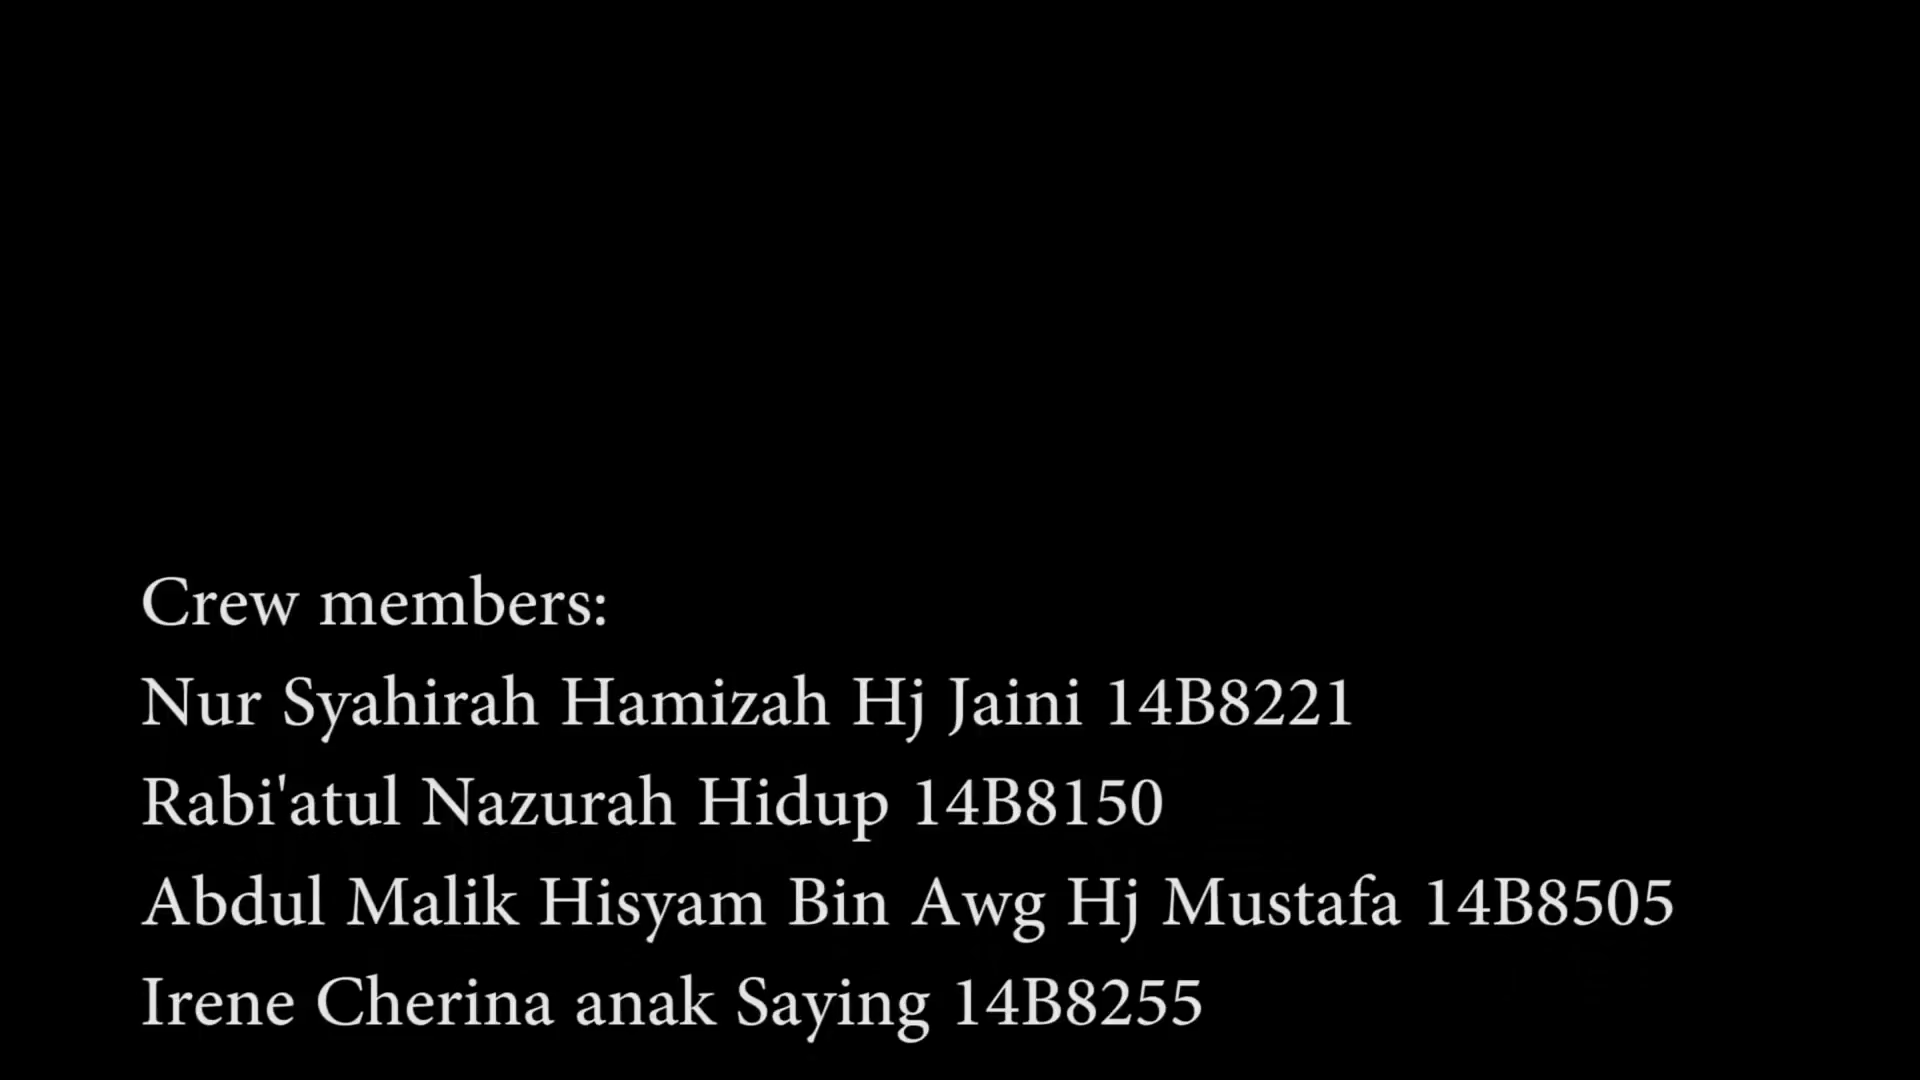 Crew members:
Nur Syahirah Hamizah Hj Jaini 14B8221
Rabi'atul Nazurah Hidup 14B8150
Abdul Malik Hisyam Bin Awg Hj Mustafa 14B8505
Irene Cherina anak Saying 14B8255